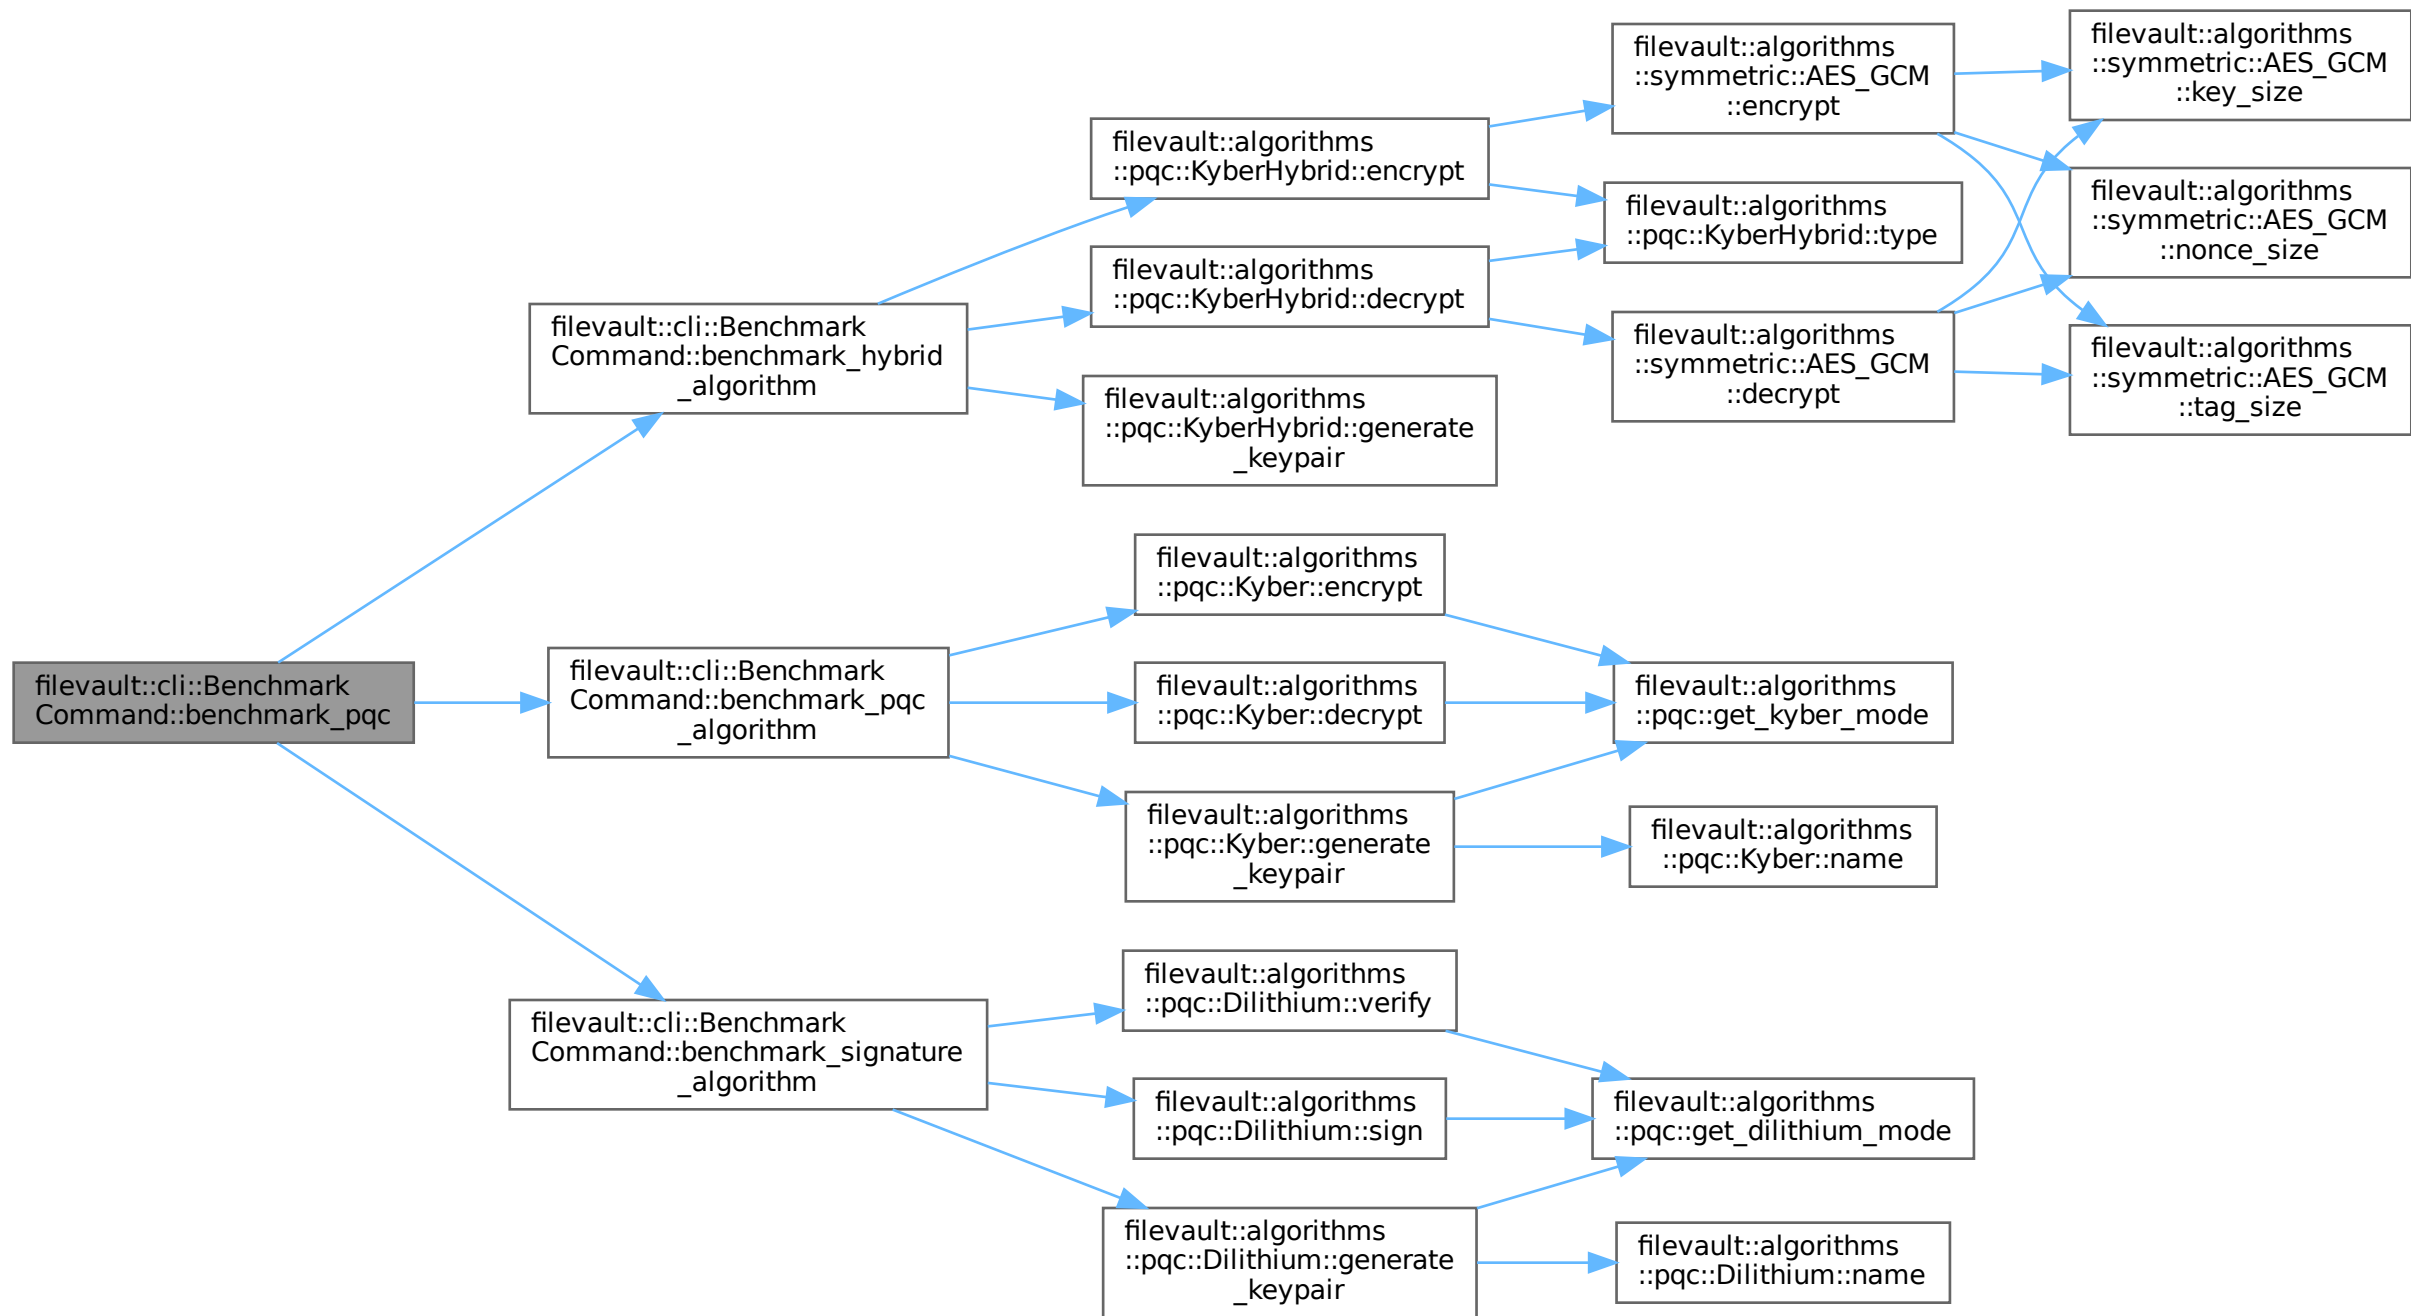 filevault::cli::Benchmark
Command::benchmark_pqc
filevault::cli::Benchmark
Command::benchmark_hybrid
_algorithm
filevault::algorithms
::pqc::KyberHybrid::encrypt
filevault::algorithms
::symmetric::AES_GCM
::encrypt
filevault::algorithms
::symmetric::AES_GCM
::key_size
filevault::algorithms
::symmetric::AES_GCM
::nonce_size
filevault::algorithms
::symmetric::AES_GCM
::tag_size
filevault::algorithms
::pqc::KyberHybrid::type
filevault::algorithms
::pqc::KyberHybrid::decrypt
filevault::algorithms
::symmetric::AES_GCM
::decrypt
filevault::algorithms
::pqc::KyberHybrid::generate
_keypair
filevault::cli::Benchmark
Command::benchmark_pqc
_algorithm
filevault::algorithms
::pqc::Kyber::encrypt
filevault::algorithms
::pqc::Kyber::decrypt
filevault::algorithms
::pqc::get_kyber_mode
filevault::algorithms
::pqc::Kyber::generate
_keypair
filevault::algorithms
::pqc::Kyber::name
filevault::cli::Benchmark
Command::benchmark_signature
_algorithm
filevault::algorithms
::pqc::Dilithium::verify
filevault::algorithms
::pqc::Dilithium::sign
filevault::algorithms
::pqc::get_dilithium_mode
filevault::algorithms
::pqc::Dilithium::generate
_keypair
filevault::algorithms
::pqc::Dilithium::name